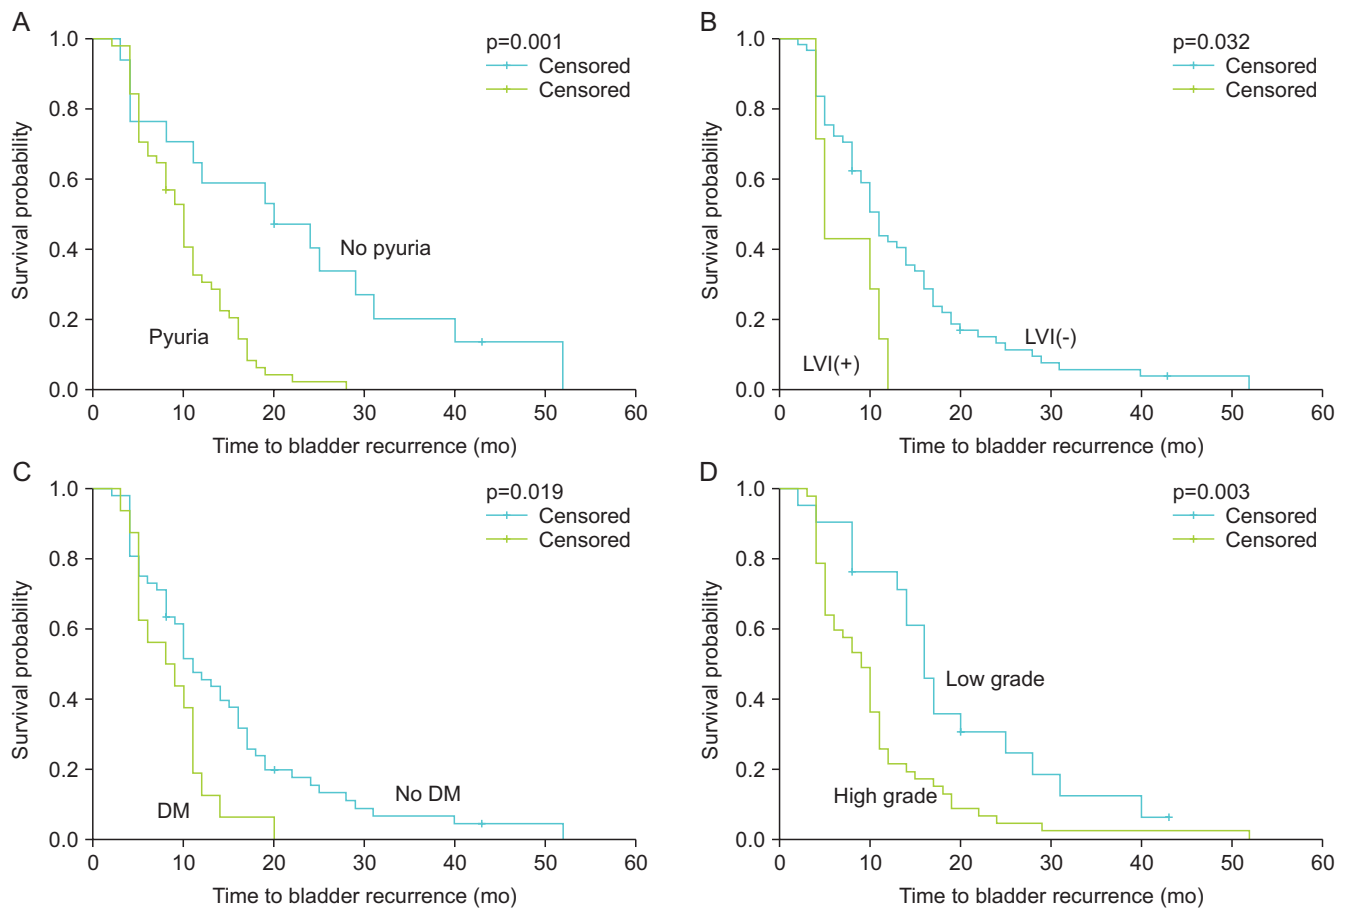 A
p=0.001
Censored
Censored
Survival probability
1.0
0.8
0.6
0.4
0.2
0.0
No pyuria
Pyuria
0 10 20 30 40 50 60
Time to bladder recurrence (mo)
B
p=0.032
Censored
Censored
Survival probability
1.0
0.8
0.6
0.4
0.2
0.0
LVI(-)
LVI(+)
0 10 20 30 40 50 60
Time to bladder recurrence (mo)
C
p=0.019
Censored
Censored
Survival probability
1.0
0.8
0.6
0.4
0.2
0.0
No DM
DM
0 10 20 30 40 50 60
Time to bladder recurrence (mo)
D
p=0.003
Censored
Censored
Survival probability
1.0
0.8
0.6
0.4
0.2
0.0
Low grade
High grade
0 10 20 30 40 50 60
Time to bladder recurrence (mo)